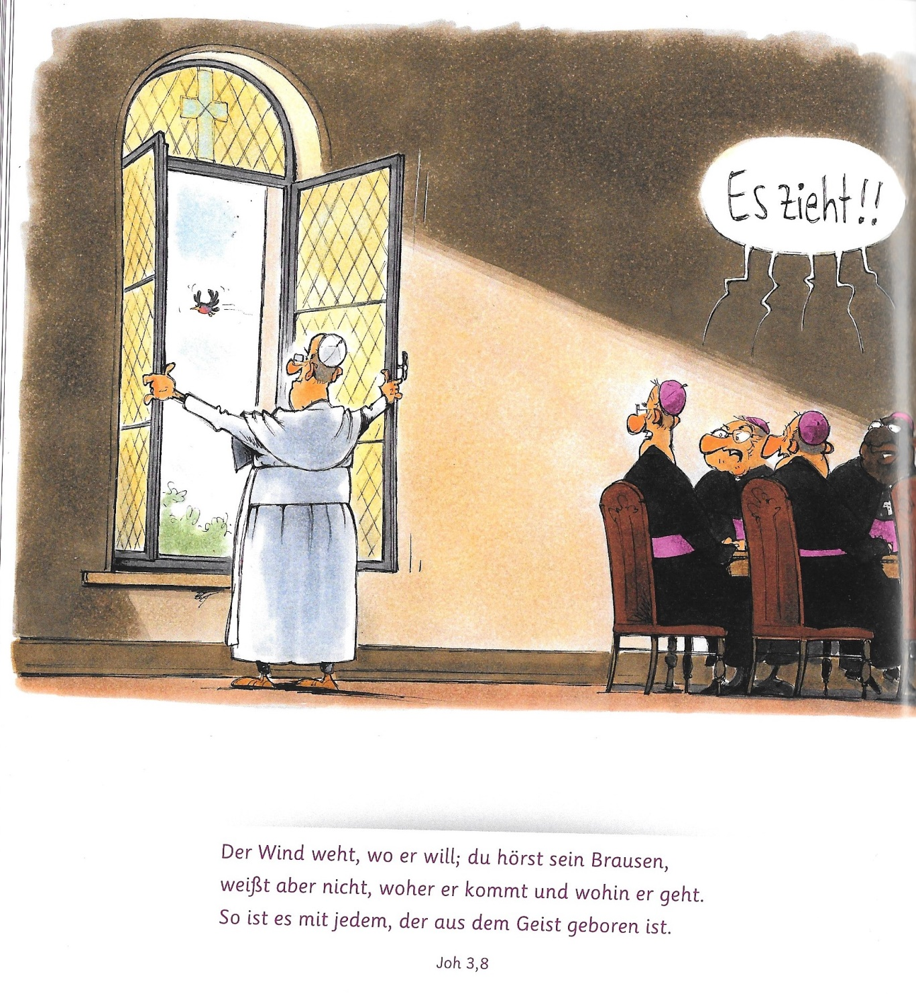 Es zieht!!
Der Wind weht, wo er will; du hörst sein Brausen,
weißt aber nicht, woher er kommt und wohin er geht.
So ist es mit jedem, der aus dem Geist geboren ist.
Joh 3,8